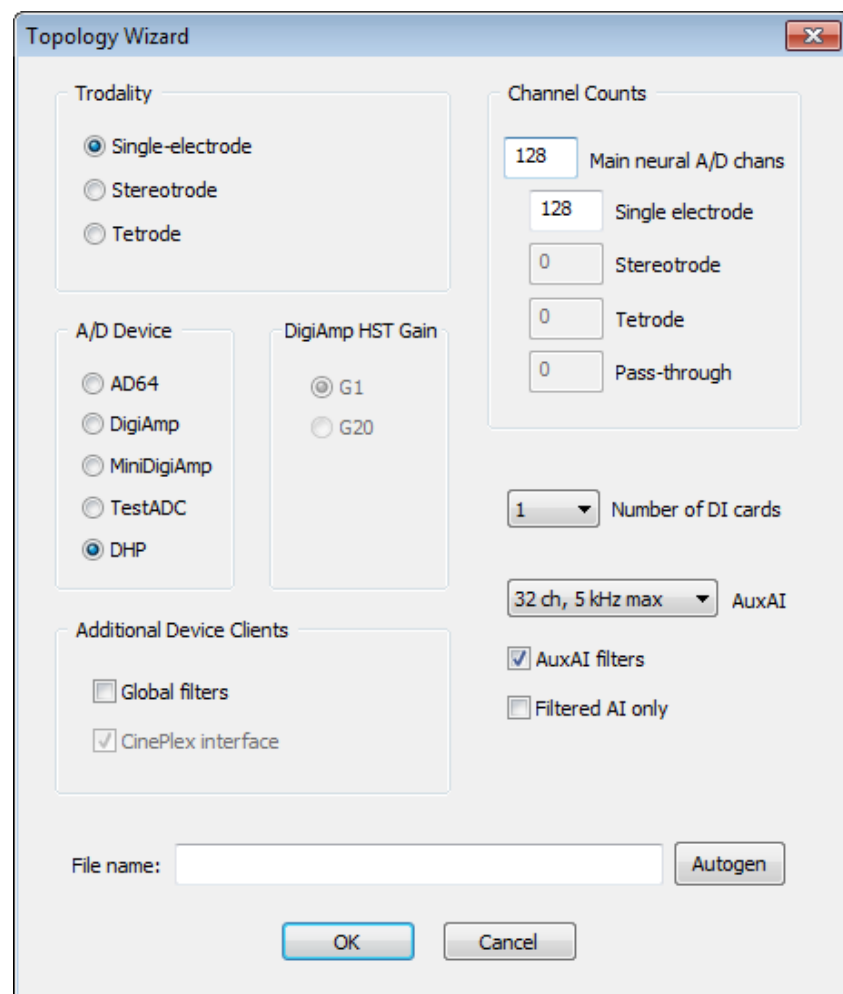 Topology Wizard
Trodality
Single-electrode
Stereotrode
Tetrode
Channel Counts
128 Main neural A/D chans
128 Single electrode
0 Stereotrode
0 Tetrode
0 Pass-through
A/D Device
AD64
DigiAmp
MiniDigiAmp
TestADC
DHP
DigiAmp HST Gain
G1
G20
1 Number of DI cards
32 ch, 5 kHz max AuxAI
AuxAI filters
Filtered AI only
Additional Device Clients
Global filters
CinePlex interface
File name: Autogen
OK Cancel